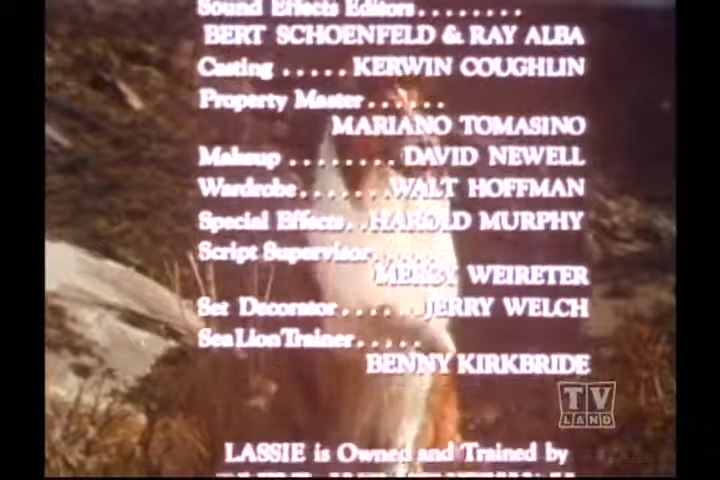 Sound Effects Editors........
BERT SCHOENFELD & RAY ALBA
Casting .....KERWIN COUGHLIN
Property Master......
MARIANO TOMASINO
Makeup ........DAVID NEWELL
Wardrobe.......WALT HOFFMAN
Special Effects..HAROLD MURPHY
Script Supervisor......
MERCY WEIRETER
Set Decorator......JERRY WELCH
Sea Lion Trainer.....
BENNY KIRKBRIDE
TV
LAND
LASSIE is Owned and Trained by